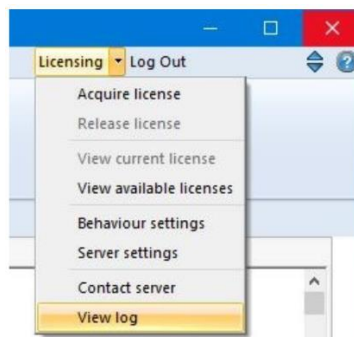 Licensing Log Out
Acquire license
Release license
View current license
View available licenses
Behaviour settings
Server settings
Contact server
View log